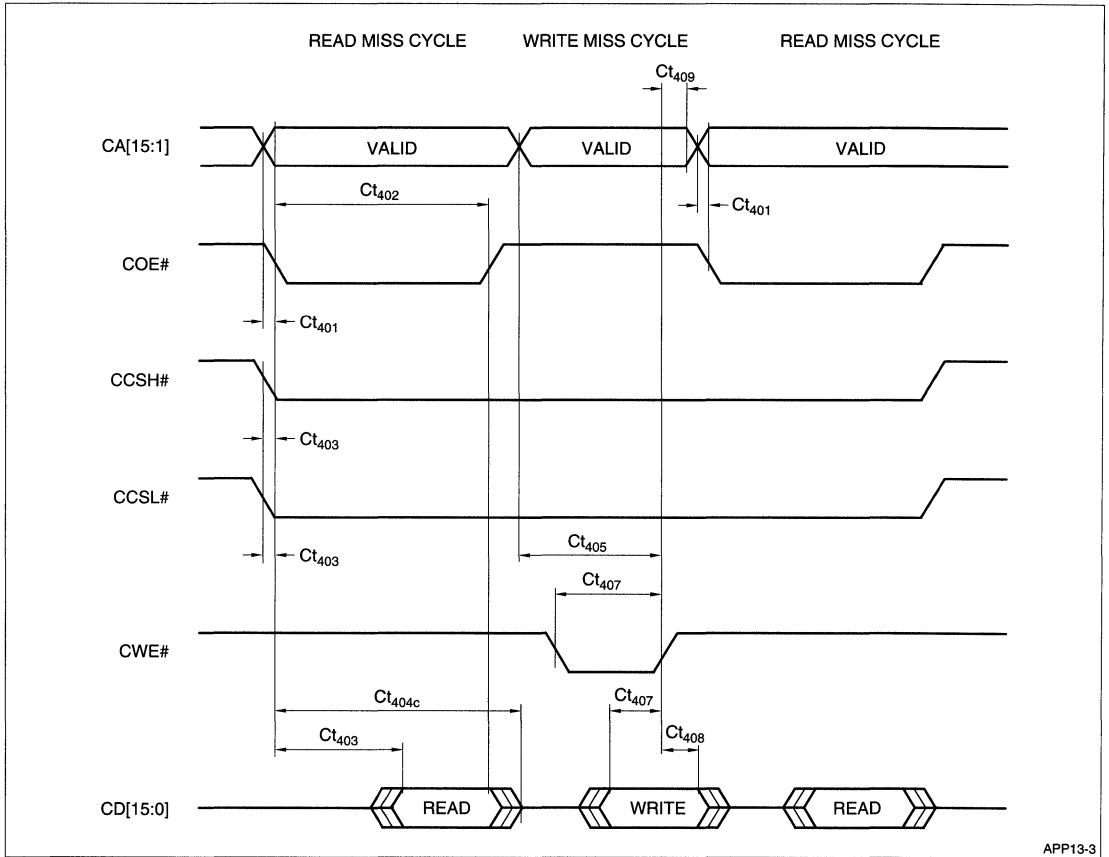 READ MISS CYCLE WRITE MISS CYCLE READ MISS CYCLE
Ct409
CA[15:1] VALID VALID VALID
Ct402 Ct401
COE#
Ct401
CCSH#
Ct403
CCSL#
Ct403 Ct405
Ct407
CWE#
Ct404c Ct407
Ct403 Ct408
CD[15:0] READ WRITE READ
APP13-3